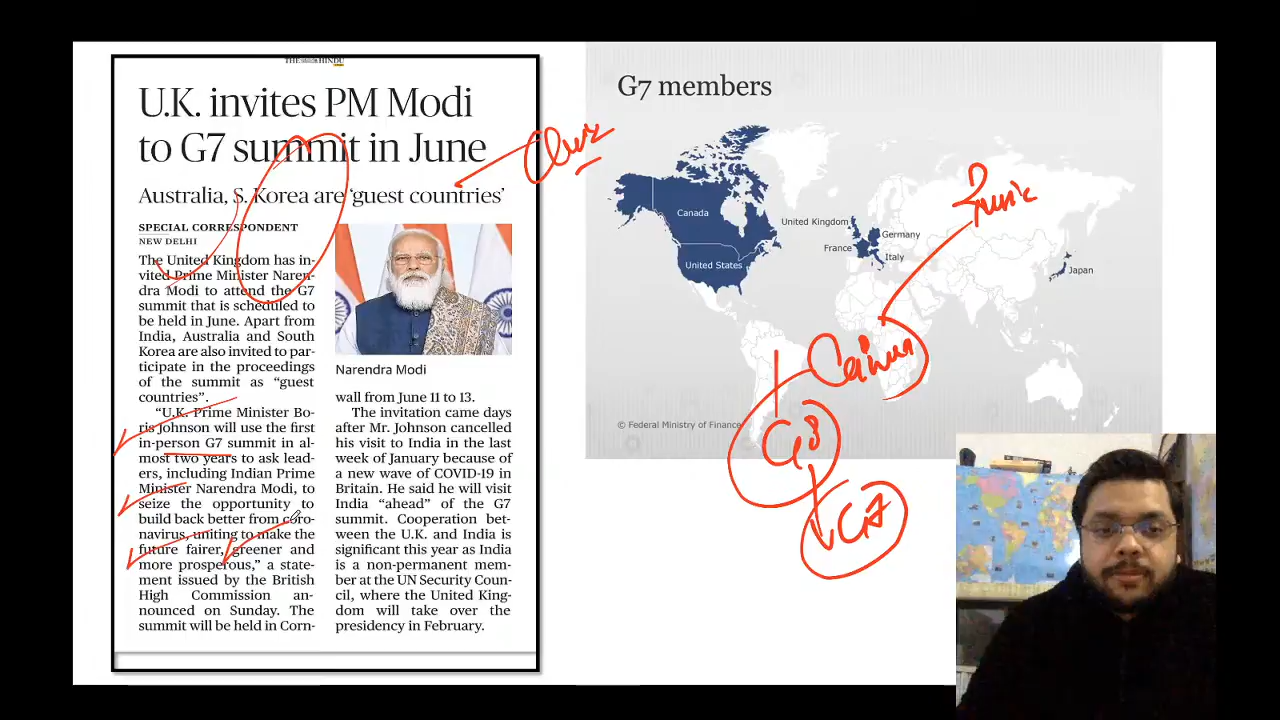 THE HINDU
U.K. invites PM Modi
to G7 summit in June
Australia, S. Korea are ‘guest countries’
SPECIAL CORRESPONDENT
NEW DELHI
The United Kingdom has in-
vited Prime Minister Naren-
dra Modi to attend the G7
summit that is scheduled to
be held in June. Apart from
India, Australia and South
Korea are also invited to par-
ticipate in the proceedings
of the summit as “guest
countries”.
“U.K. Prime Minister Bo-
ris Johnson will use the first
in-person G7 summit in al-
most two years to ask lead-
ers, including Indian Prime
Minister Narendra Modi, to
seize the opportunity to
build back better from coro-
navirus, uniting to make the
future fairer, greener and
more prosperous,” a state-
ment issued by the British
High Commission an-
nounced on Sunday. The
summit will be held in Corn-
Narendra Modi
wall from June 11 to 13.
The invitation came days
after Mr. Johnson cancelled
his visit to India in the last
week of January because of
a new wave of COVID-19 in
Britain. He said he will visit
India “ahead” of the G7
summit. Cooperation bet-
ween the U.K. and India is
significant this year as India
is a non-permanent mem-
ber at the UN Security Coun-
cil, where the United King-
dom will take over the
presidency in February.
G7 members
Canada
United States
United Kingdom
France
Germany
Italy
Japan
© Federal Ministry of Finance
G8
G7